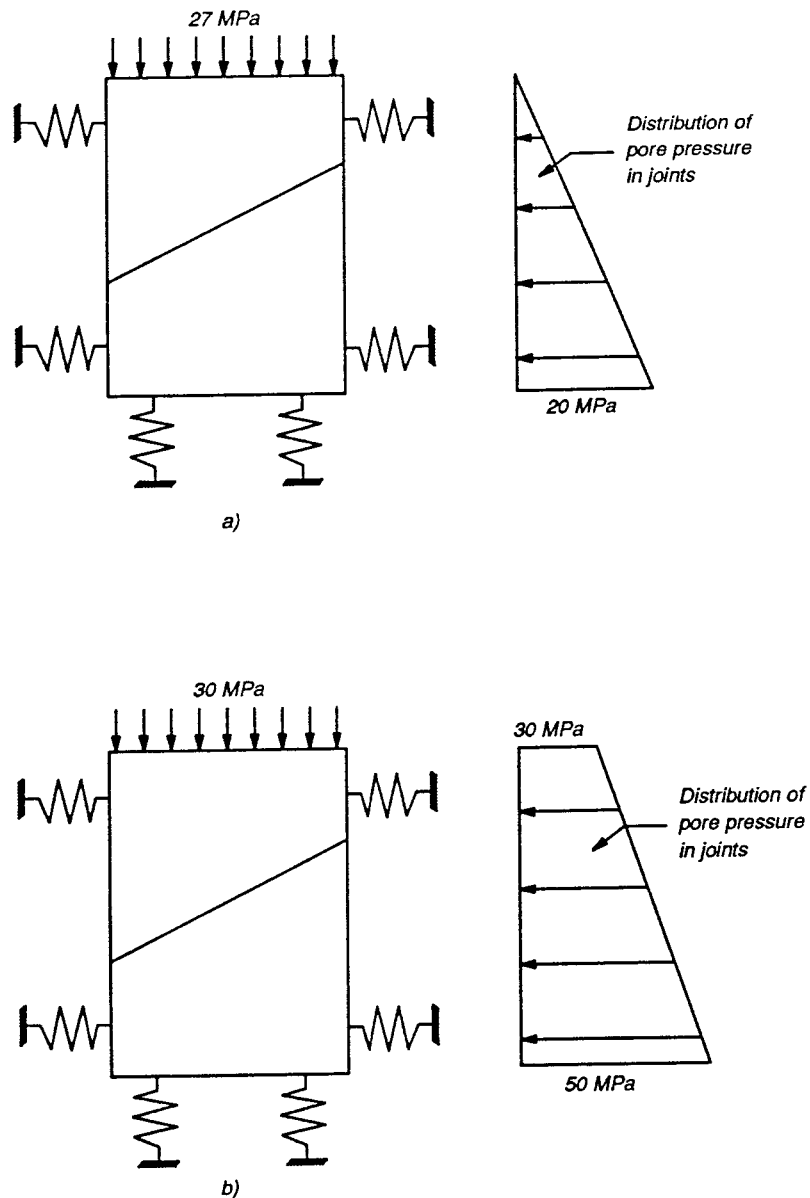 27 MPa
Distribution of
pore pressure
in joints
20 MPa
a)
30 MPa
30 MPa
Distribution of
pore pressure
in joints
50 MPa
b)